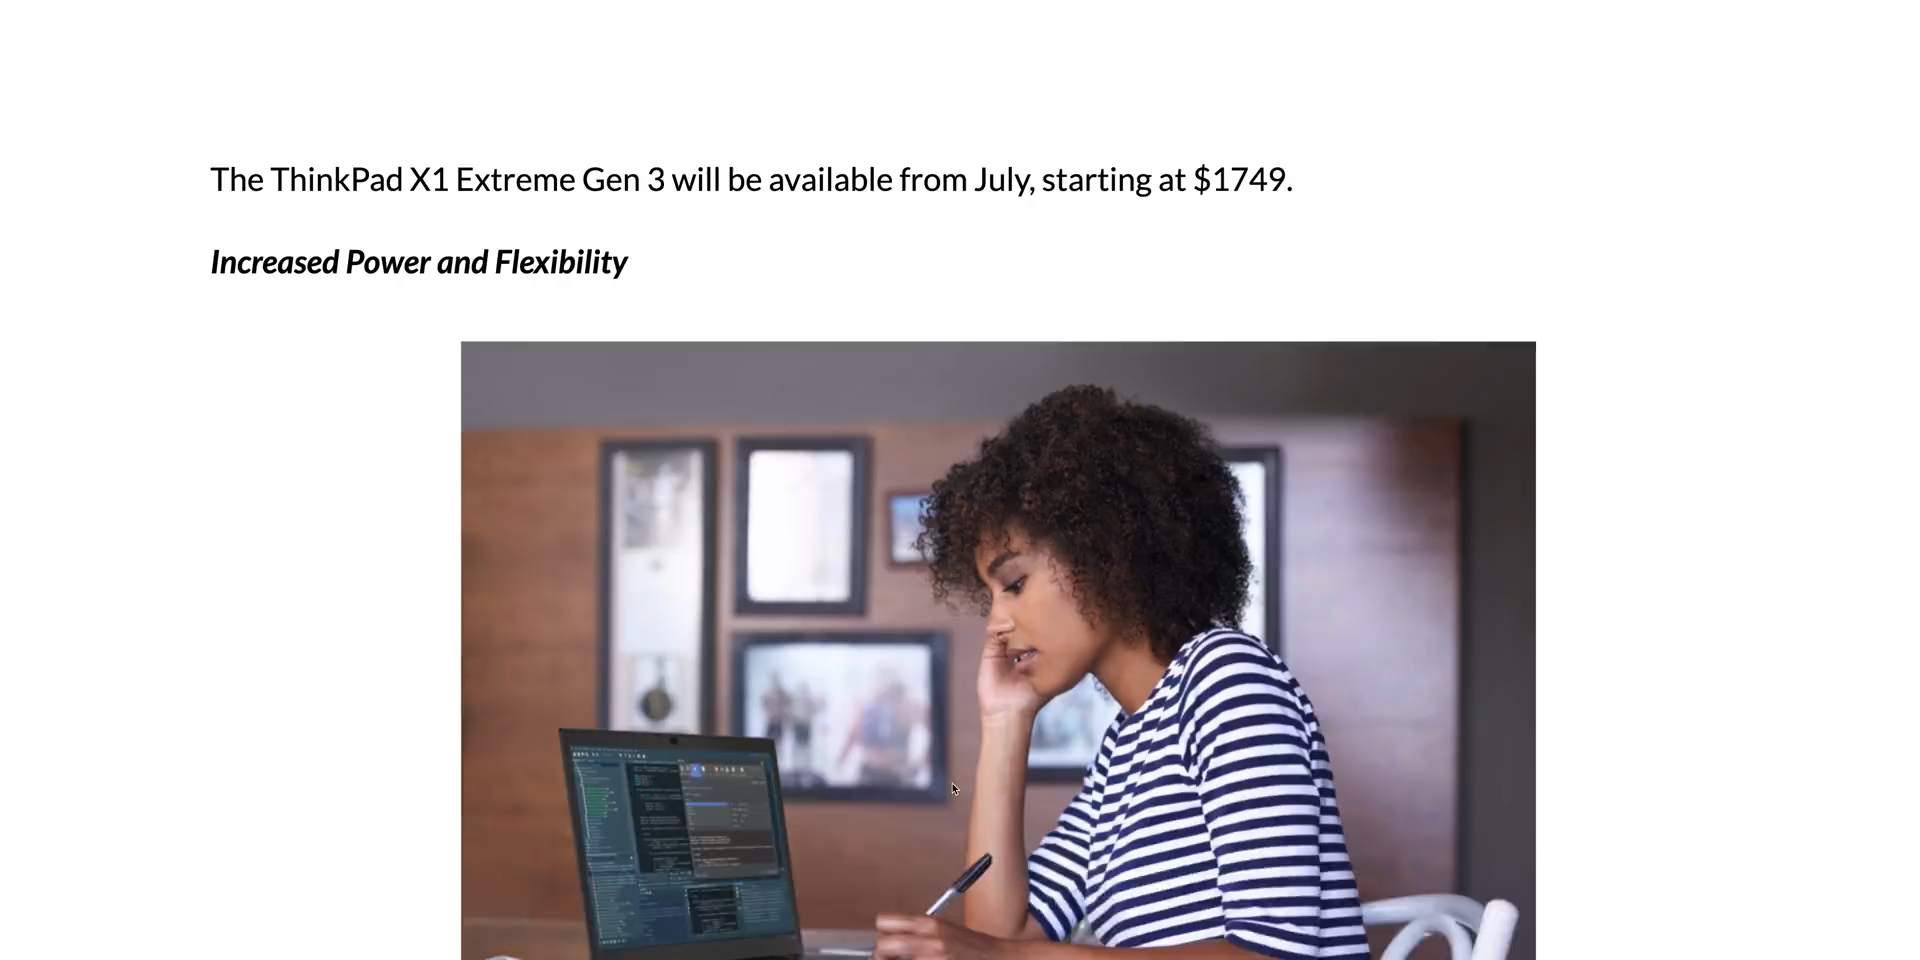 The ThinkPad X1 Extreme Gen 3 will be available from July, starting at $1749.
Increased Power and Flexibility